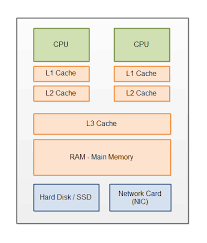 CPU CPU
L1 Cache L1 Cache
L2 Cache L2 Cache
L3 Cache
RAM - Main Memory
Hard Disk / SSD Network Card
(NIC)